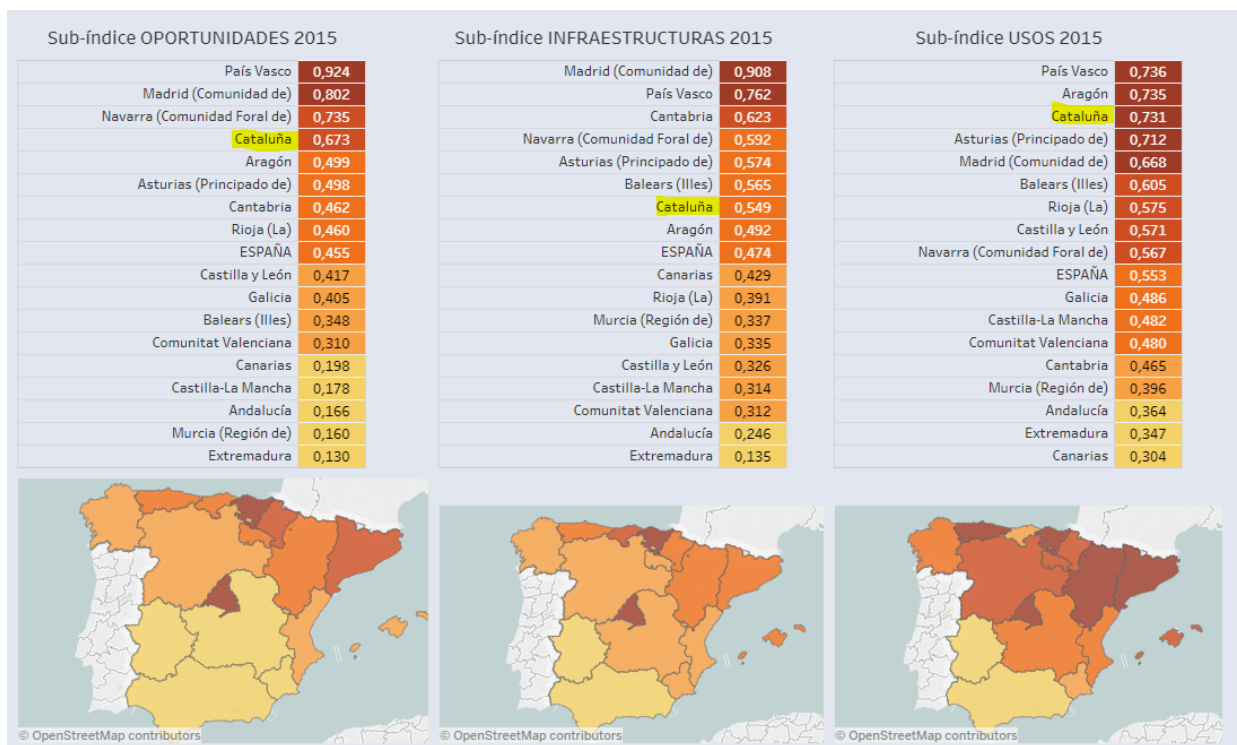 Sub-índice OPORTUNIDADES 2015
País Vasco 0,924
Madrid (Comunidad de) 0,802
Navarra (Comunidad Foral de) 0,735
Cataluña 0,673
Aragón 0,499
Asturias (Principado de) 0,498
Cantabria 0,462
Rioja (La) 0,460
ESPAÑA 0,455
Castilla y León 0,417
Galicia 0,405
Balears (Illes) 0,348
Comunitat Valenciana 0,310
Canarias 0,198
Castilla-La Mancha 0,178
Andalucía 0,166
Murcia (Región de) 0,160
Extremadura 0,130
© OpenStreetMap contributors
Sub-índice INFRAESTRUCTURAS 2015
Madrid (Comunidad de) 0,908
País Vasco 0,762
Cantabria 0,623
Navarra (Comunidad Foral de) 0,592
Asturias (Principado de) 0,574
Balears (Illes) 0,565
Cataluña 0,549
Aragón 0,492
ESPAÑA 0,474
Canarias 0,429
Rioja (La) 0,391
Murcia (Región de) 0,337
Galicia 0,335
Castilla y León 0,326
Castilla-La Mancha 0,314
Comunitat Valenciana 0,312
Andalucía 0,246
Extremadura 0,135
© OpenStreetMap contributors
Sub-índice USOS 2015
País Vasco 0,736
Aragón 0,735
Cataluña 0,731
Asturias (Principado de) 0,712
Madrid (Comunidad de) 0,668
Balears (Illes) 0,605
Rioja (La) 0,575
Castilla y León 0,571
Navarra (Comunidad Foral de) 0,567
ESPAÑA 0,553
Galicia 0,486
Castilla-La Mancha 0,482
Comunitat Valenciana 0,480
Cantabria 0,465
Murcia (Región de) 0,396
Andalucía 0,364
Extremadura 0,347
Canarias 0,304
© OpenStreetMap contributors